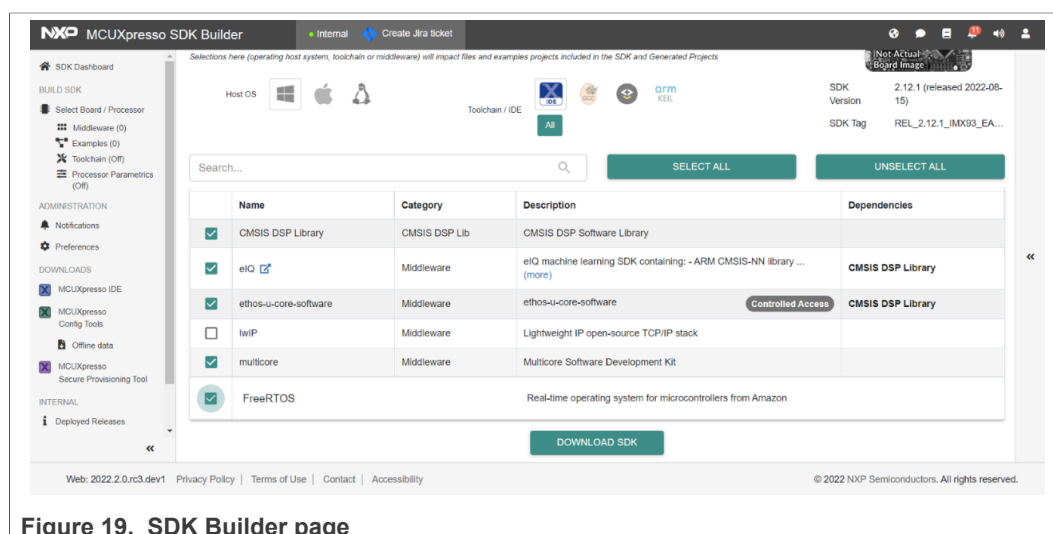 NXP MCUXpresso SDK Builder
Internal
Create Jira ticket
11
SDK Dashboard
BUILD SDK
Select Board / Processor
Middleware (0)
Examples (0)
Toolchain (Off)
Processor Parametrics
(Off)
ADMINISTRATION
Notifications
Preferences
DOWNLOADS
MCUXpresso IDE
MCUXpresso
Config Tools
Offline data
MCUXpresso
Secure Provisioning Tool
INTERNAL
Deployed Releases
«
Selections here (operating host system, toolchain or middleware) will impact files and examples projects included in the SDK and Generated Projects
Host OS
Toolchain / IDE
IDE
GCC
arm
KEIL
All
Not Actual
Board Image
SDK Version 2.12.1 (released 2022-08-15)
SDK Tag REL_2.12.1_IMX93_EA...
Search...
SELECT ALL
UNSELECT ALL
Name Category Description Dependencies
CMSIS DSP Library CMSIS DSP Lib CMSIS DSP Software Library
eIQ Middleware eIQ machine learning SDK containing: - ARM CMSIS-NN library ... (more) CMSIS DSP Library
ethos-u-core-software Middleware ethos-u-core-software Controlled Access CMSIS DSP Library
lwIP Middleware Lightweight IP open-source TCP/IP stack
multicore Middleware Multicore Software Development Kit
FreeRTOS Real-time operating system for microcontrollers from Amazon
«
DOWNLOAD SDK
Web: 2022.2.0.rc3.dev1 Privacy Policy | Terms of Use | Contact | Accessibility © 2022 NXP Semiconductors. All rights reserved.
Figure 19. SDK Builder page